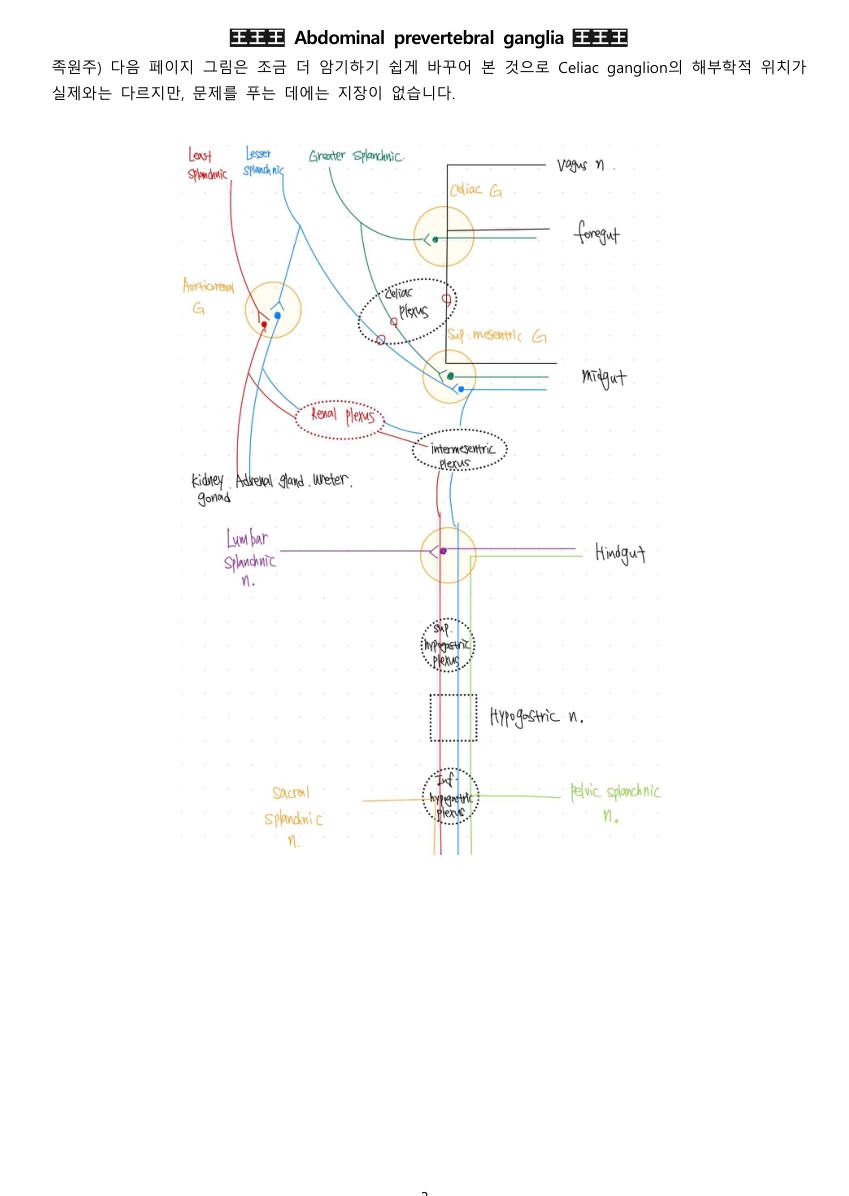 王王王 Abdominal prevertebral ganglia 王王王
족원주) 다음 페이지 그림은 조금 더 암기하기 쉽게 바꾸어 본 것으로 Celiac ganglion의 해부학적 위치가
실제와는 다르지만, 문제를 푸는 데에는 지장이 없습니다.
Least
splanchnic
Lesser
splanchnic
Greater splanchnic.
Vagus n.
Celiac G
foregut
Aorticorenal
G
Celiac
plexus
Sup. mesentric G
midgut
Renal plexus
intermesentric
plexus
kidney. Adrenal gland. Ureter.
gonad
Lumbar
splanchnic
n.
Hindgut
Sup.
hypogastric
plexus
Hypogastric n.
Inf.
hypogastric
plexus
Sacral
splanchnic
n.
Pelvic splanchnic
n.